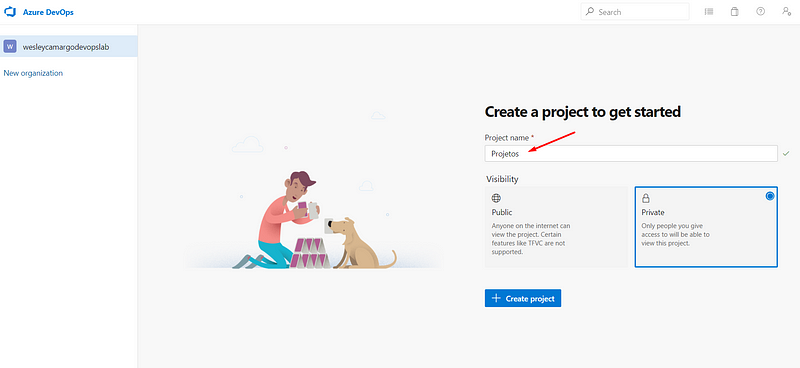 Azure DevOps
Search
W
wesleycamargodevopslab
New organization
Create a project to get started
Project name *
Projetos
Visibility
Public
Anyone on the internet can
view the project. Certain
features like TFVC are not
supported.
Private
Only people you give
access to will be able to
view this project.
+ Create project